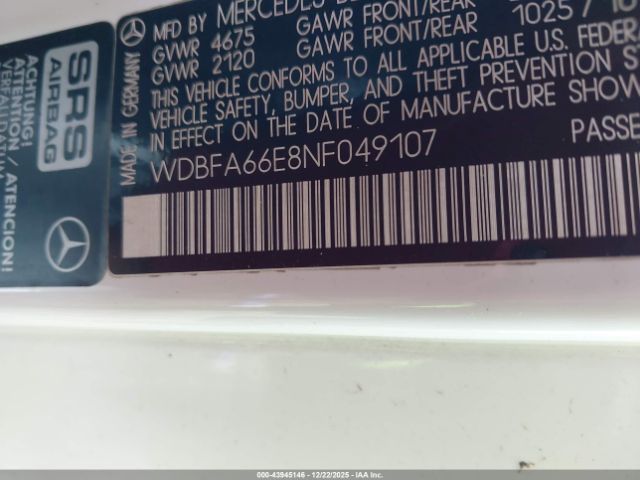 ACHTUNG!
ATTENTION!
/ ATENCION!
SRS
AIRBAG
MADE IN GERMANY
MFD BY MERCEDES
GVWR 4675 GAWR FRONT/REAR
GVWR 2120 GAWR FRONT/REAR 1025 /
THIS VEHICLE CONFORMS TO ALL APPLICABLE U.S. FEDER
VEHICLE SAFETY, BUMPER, AND THEFT PREVENTION S
IN EFFECT ON THE DATE OF MANUFACTURE SHOW
WDBFA66E8NF049107 PASSE
000-43945146 - 12/22/2025 - IAA Inc.